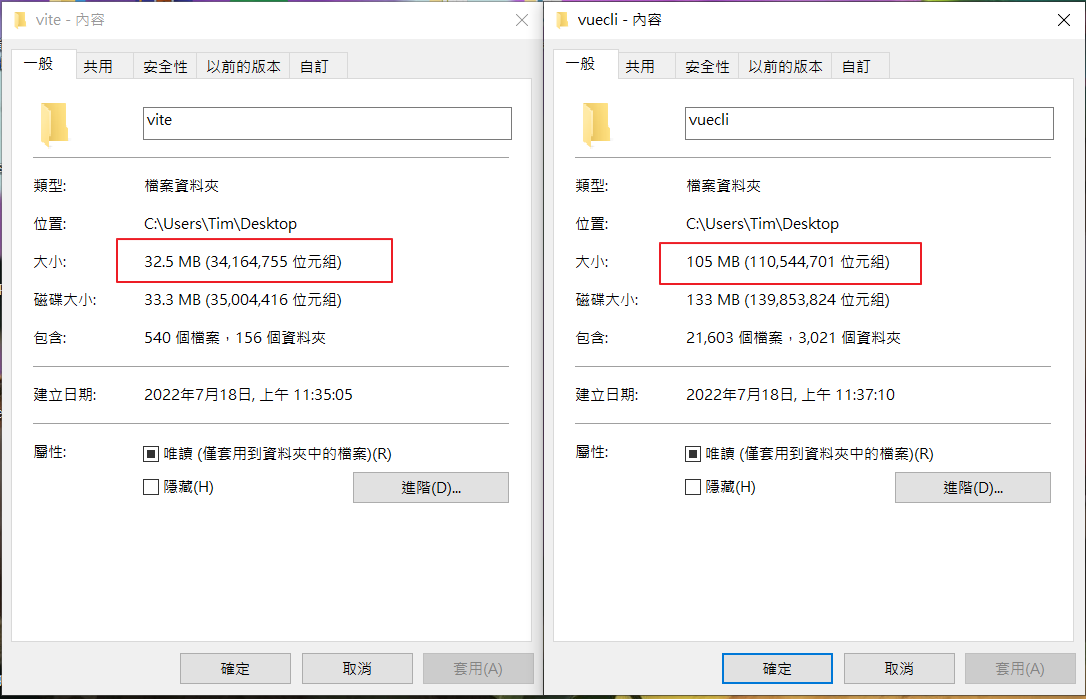 vite - 內容
一般 共用 安全性 以前的版本 自訂
vite
類型: 檔案資料夾
位置: C:\Users\Tim\Desktop
大小: 32.5 MB (34,164,755 位元組)
磁碟大小: 33.3 MB (35,004,416 位元組)
包含: 540 個檔案，156 個資料夾
建立日期: 2022年7月18日, 上午 11:35:05
屬性: 唯讀 (僅套用到資料夾中的檔案)(R)
隱藏(H) 進階(D)...
確定 取消 套用(A)
vuecli - 內容
一般 共用 安全性 以前的版本 自訂
vuecli
類型: 檔案資料夾
位置: C:\Users\Tim\Desktop
大小: 105 MB (110,544,701 位元組)
磁碟大小: 133 MB (139,853,824 位元組)
包含: 21,603 個檔案，3,021 個資料夾
建立日期: 2022年7月18日, 上午 11:37:10
屬性: 唯讀 (僅套用到資料夾中的檔案)(R)
隱藏(H) 進階(D)...
確定 取消 套用(A)